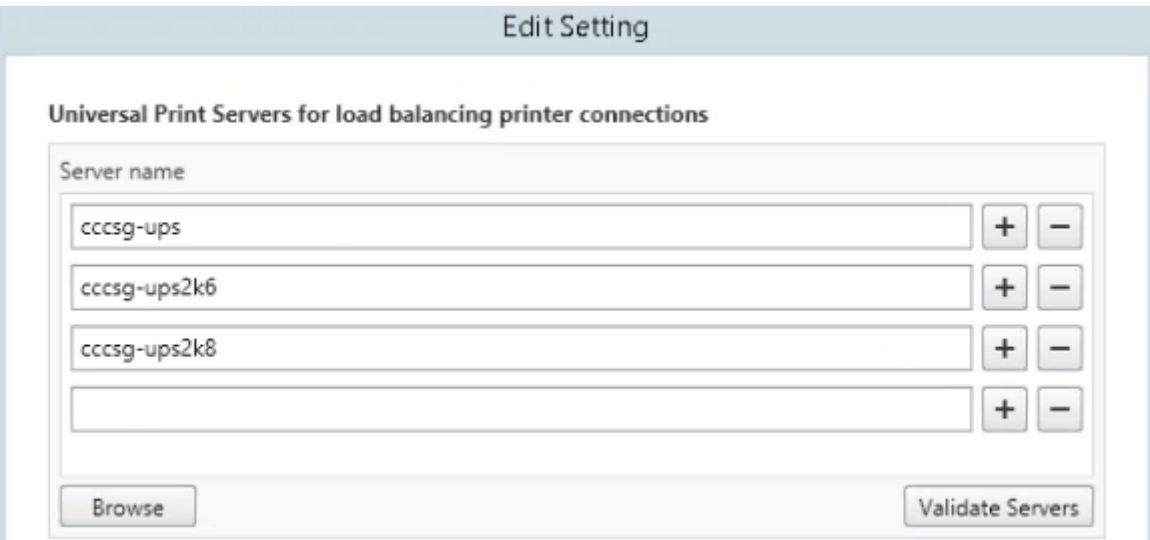 Edit Setting
Universal Print Servers for load balancing printer connections
Server name
cccsg-ups
cccsg-ups2k6
cccsg-ups2k8
Browse
Validate Servers